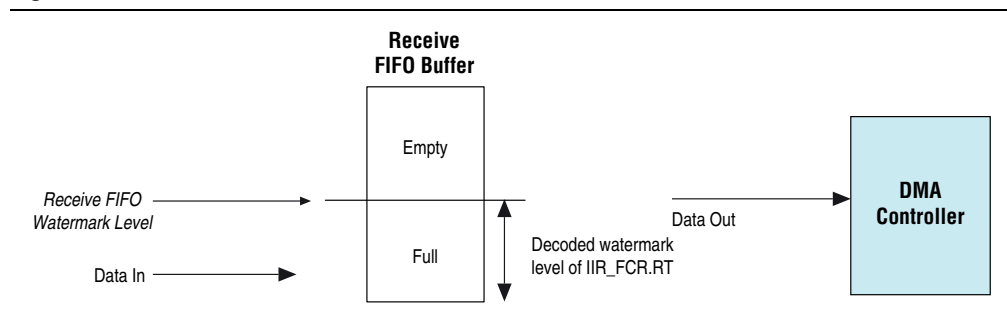 Receive
FIFO Buffer
Empty
Receive FIFO
Watermark Level
DMA
Controller
Data Out
Full
Decoded watermark
level of IIR_FCR.RT
Data In